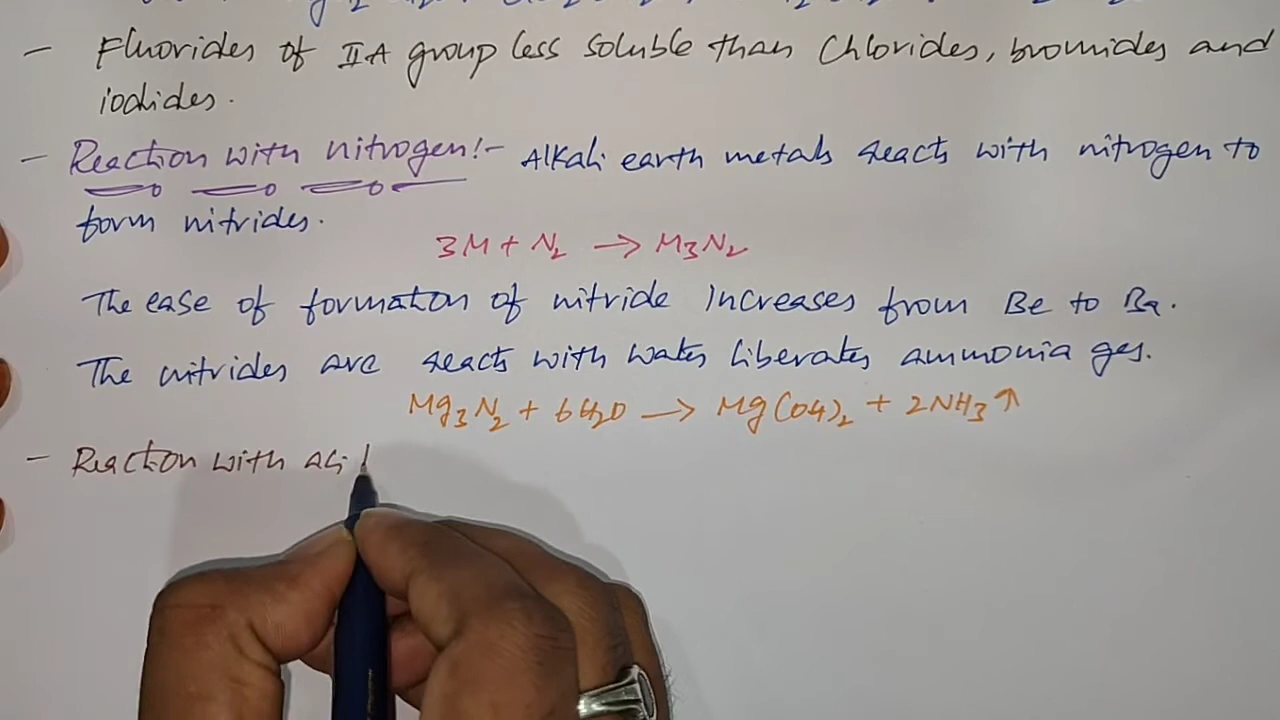 - Fluorides of IIA group less soluble than chlorides, bromides and
iodides.
- Reaction with nitrogen:- Alkali earth metals reacts with nitrogen to
form nitrides.
3M + N₂ → M₃N₂
The ease of formation of nitride increases from Be to Ba.
The nitrides are reacts with water liberates ammonia gas.
Mg₃N₂ + 6H₂O → Mg(OH)₂ + 2NH₃↑
- Reaction with aci